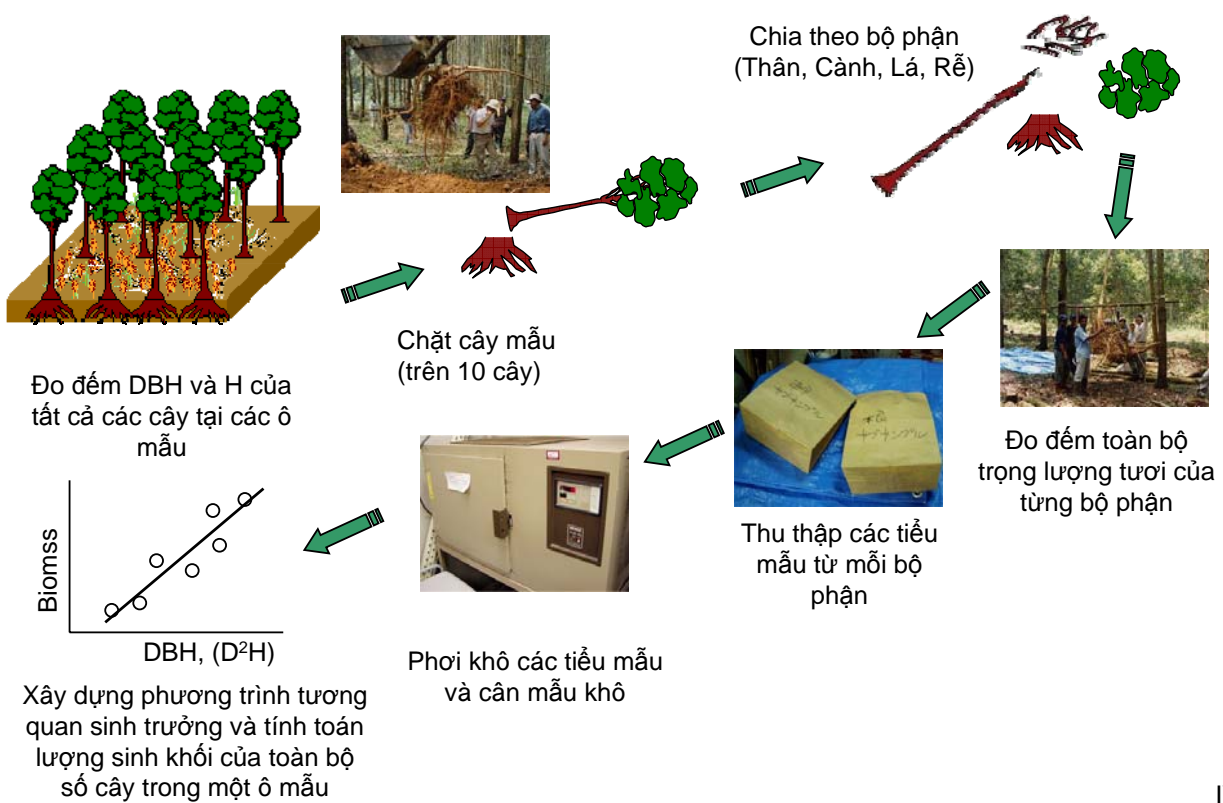 Chia theo bộ phận
(Thân, Cành, Lá, Rễ)
Chặt cây mẫu
(trên 10 cây)
Đo đếm DBH và H của
tất cả các cây tại các ô
mẫu
Đo đếm toàn bộ
trọng lượng tươi của
từng bộ phận
Thu thập các tiểu
mẫu từ mỗi bộ
phận
Phơi khô các tiểu mẫu
và cân mẫu khô
Biomss
DBH, (D²H)
Xây dựng phương trình tương
quan sinh trưởng và tính toán
lượng sinh khối của toàn bộ
số cây trong một ô mẫu